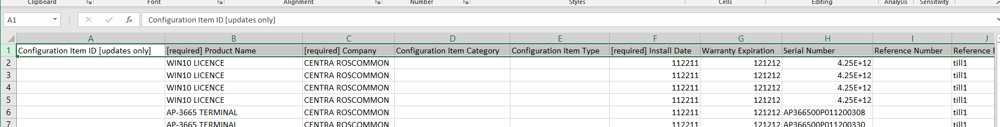 Clipboard Font Alignment Number Styles Cells Editing Analysis Sensitivity
A1 fx Configuration Item ID [updates only]
A B C D E F G H I J
1 Configuration Item ID [updates only] [required] Product Name [required] Company Configuration Item Category Configuration Item Type [required] Install Date Warranty Expiration Serial Number Reference Number Reference
2 WIN10 LICENCE CENTRA ROSCOMMON 112211 121212 4.25E+12 till1
3 WIN10 LICENCE CENTRA ROSCOMMON 112211 121212 4.25E+12 till1
4 WIN10 LICENCE CENTRA ROSCOMMON 112211 121212 4.25E+12 till1
5 WIN10 LICENCE CENTRA ROSCOMMON 112211 121212 4.25E+12 till1
6 AP-3665 TERMINAL CENTRA ROSCOMMON 112211 121212 AP366500P011200308 till1
7 AP-3665 TERMINAL CENTRA ROSCOMMON 112211 121212 AP366500P011200330 till1